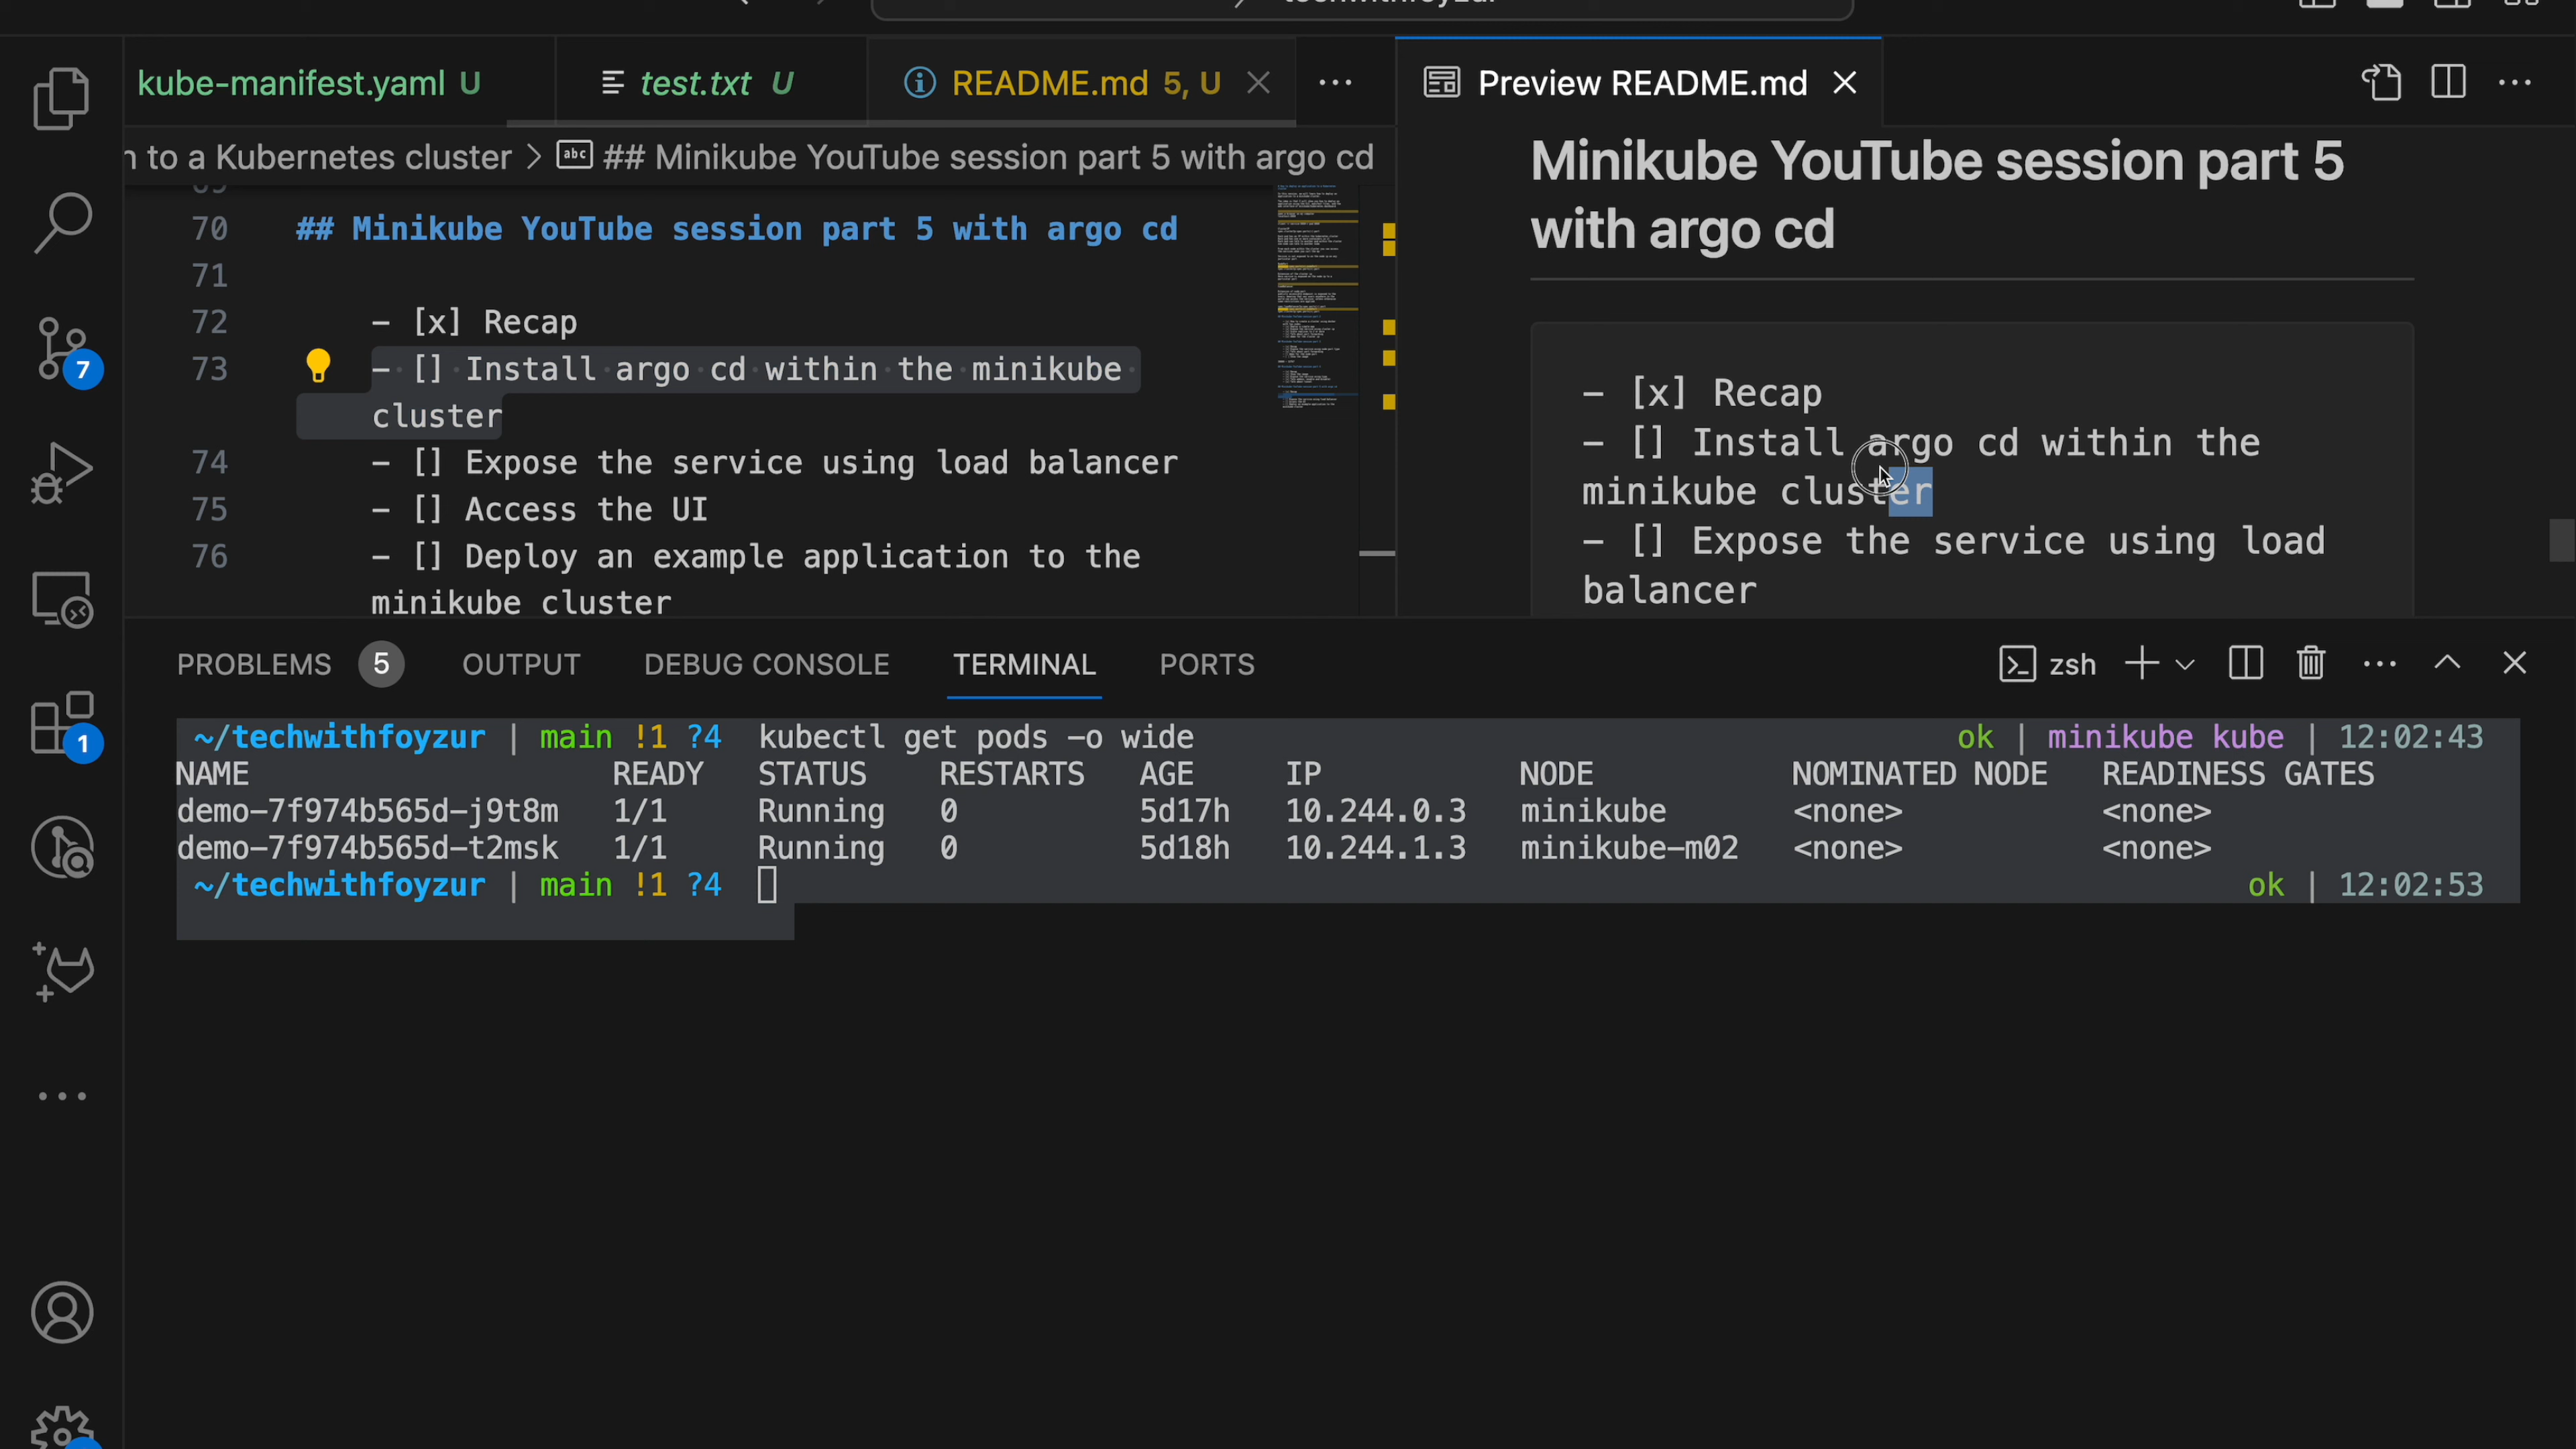 kube-manifest.yaml U
test.txt U
README.md 5, U
Preview README.md
n to a Kubernetes cluster > abc ## Minikube YouTube session part 5 with argo cd
70 ## Minikube YouTube session part 5 with argo cd
71
72 - [x] Recap
73 - [] Install argo cd within the minikube
cluster
74 - [] Expose the service using load balancer
75 - [] Access the UI
76 - [] Deploy an example application to the
minikube cluster
Minikube YouTube session part 5
with argo cd
- [x] Recap
- [] Install argo cd within the
minikube cluster
- [] Expose the service using load
balancer
7
1
PROBLEMS 5 OUTPUT DEBUG CONSOLE TERMINAL PORTS
zsh
~/techwithfoyzur | main !1 ?4 kubectl get pods -o wide ok | minikube kube | 12:02:43
NAME READY STATUS RESTARTS AGE IP NODE NOMINATED NODE READINESS GATES
demo-7f974b565d-j9t8m 1/1 Running 0 5d17h 10.244.0.3 minikube <none> <none>
demo-7f974b565d-t2msk 1/1 Running 0 5d18h 10.244.1.3 minikube-m02 <none> <none>
~/techwithfoyzur | main !1 ?4 ok | 12:02:53